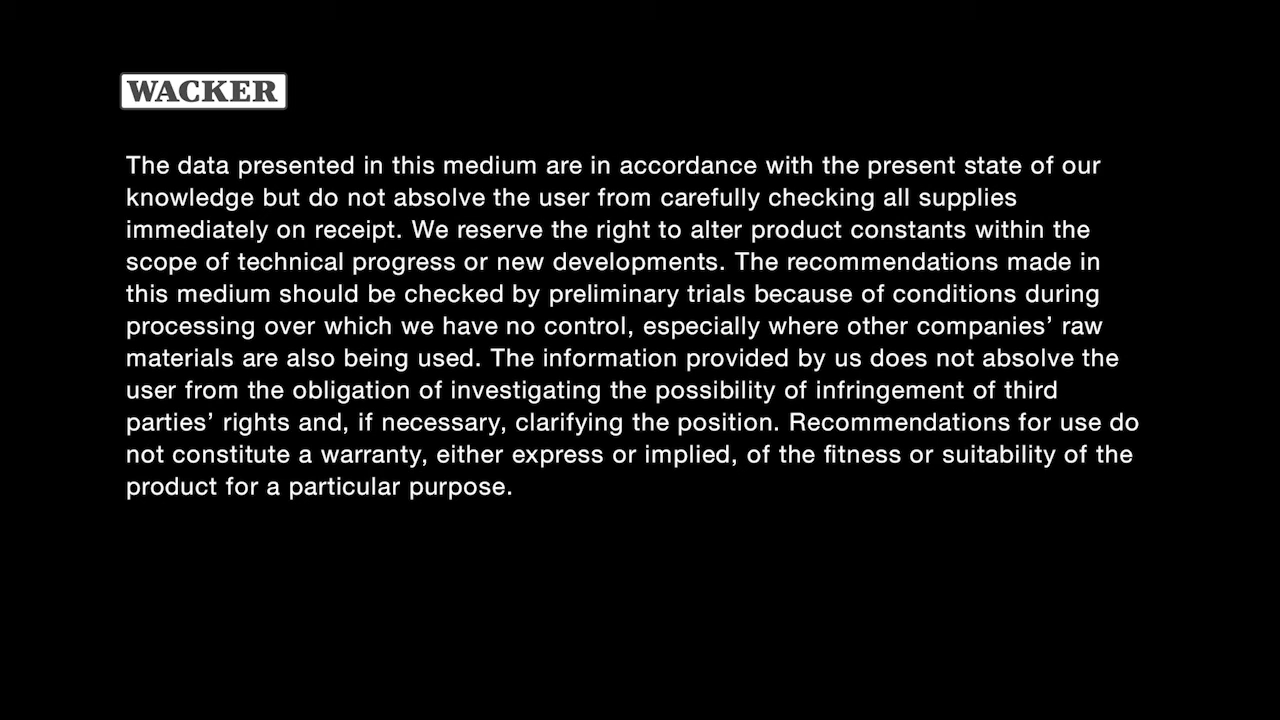 WACKER
The data presented in this medium are in accordance with the present state of our
knowledge but do not absolve the user from carefully checking all supplies
immediately on receipt. We reserve the right to alter product constants within the
scope of technical progress or new developments. The recommendations made in
this medium should be checked by preliminary trials because of conditions during
processing over which we have no control, especially where other companies’ raw
materials are also being used. The information provided by us does not absolve the
user from the obligation of investigating the possibility of infringement of third
parties’ rights and, if necessary, clarifying the position. Recommendations for use do
not constitute a warranty, either express or implied, of the fitness or suitability of the
product for a particular purpose.